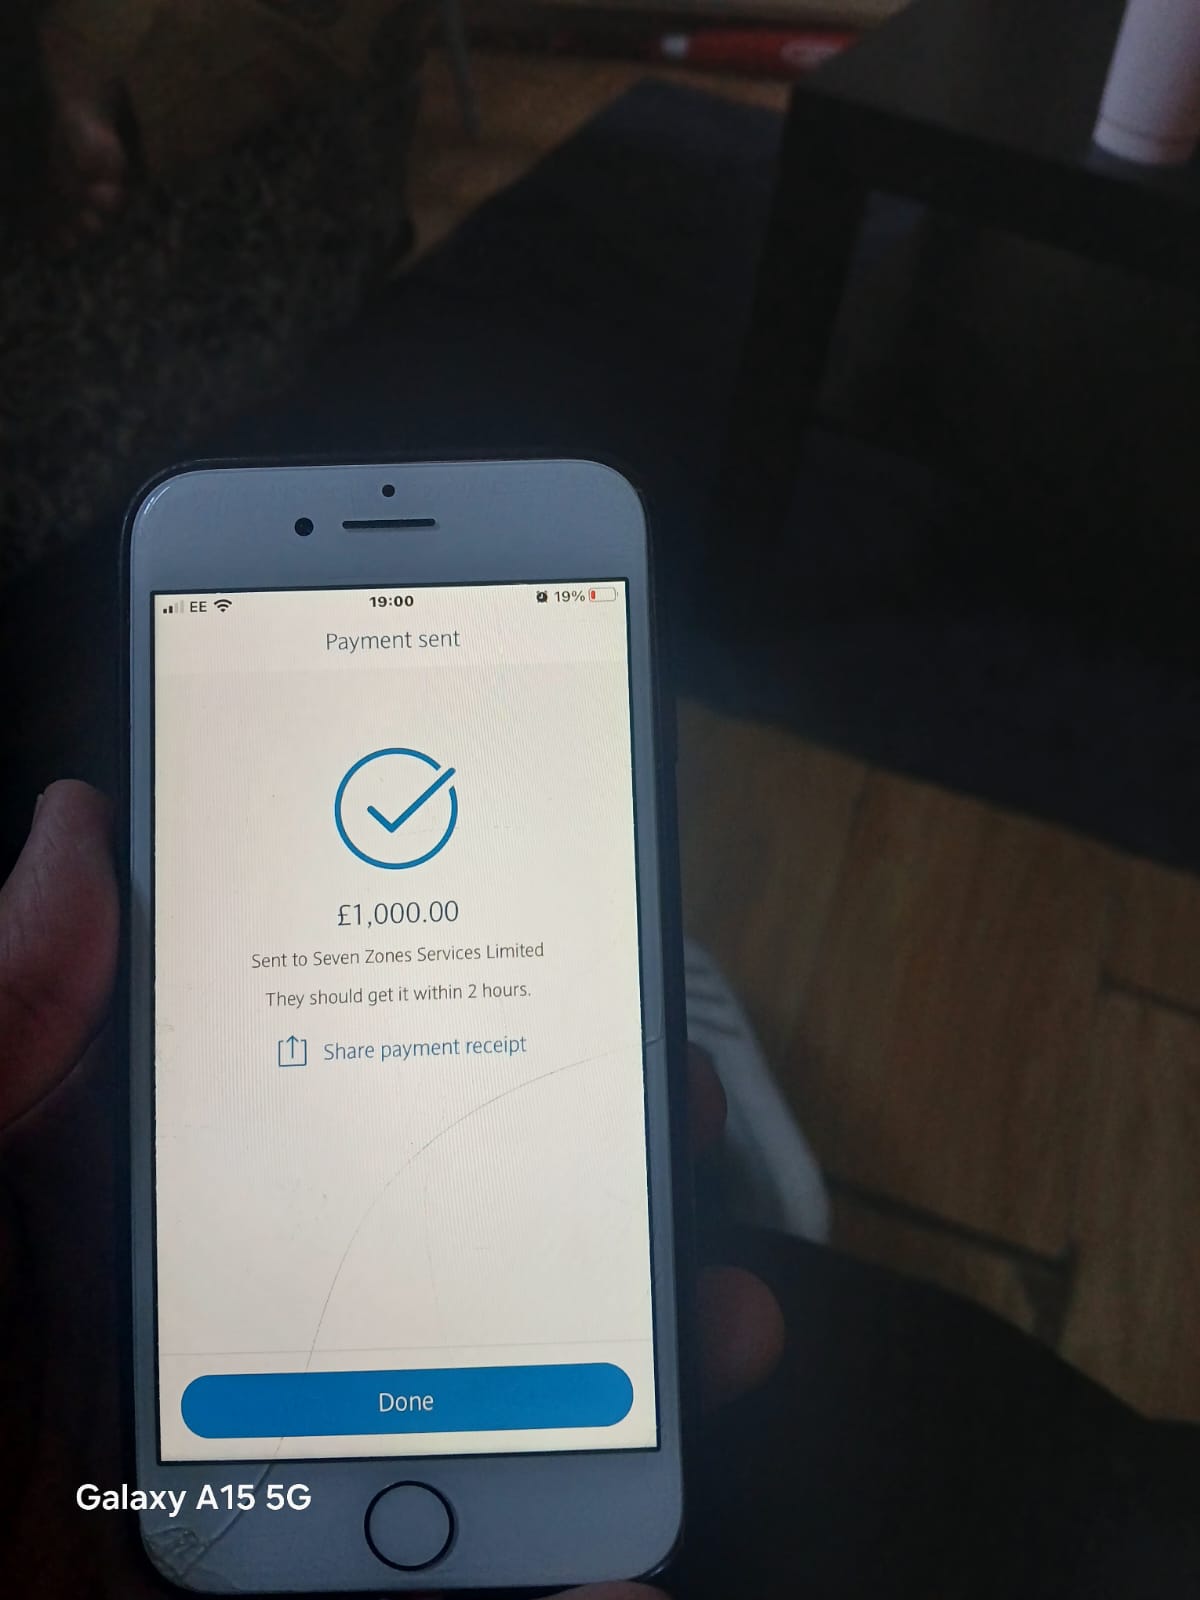 EE 19:00 19%
Payment sent
£1,000.00
Sent to Seven Zones Services Limited
They should get it within 2 hours.
Share payment receipt
Done
Galaxy A15 5G